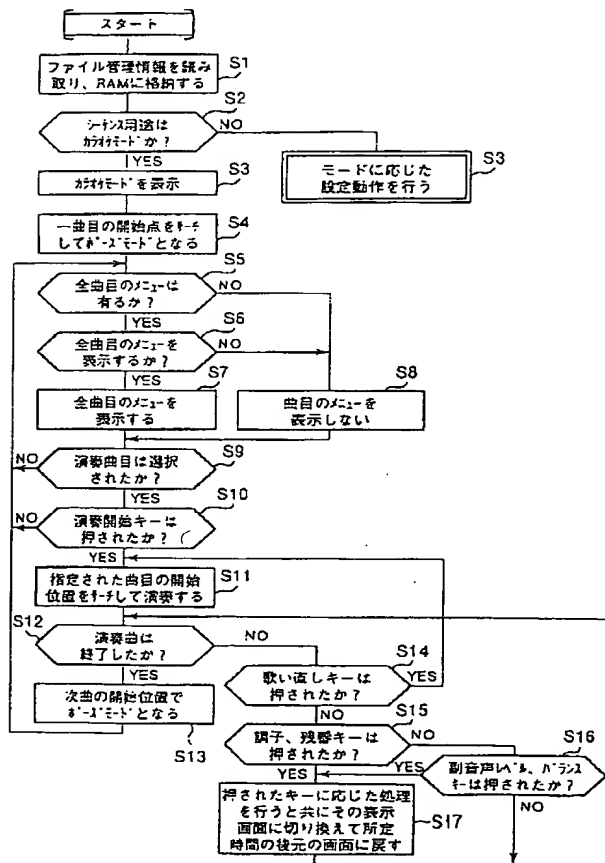 スタート
S1
ファイル管理情報を読み
取り、RAMに格納する
S2
シーケンス用途は
カラオケモードか？
NO
YES
S3
カラオケモードを表示
S3
モードに応じた
設定動作を行う
S4
一曲目の開始点をサーチ
してポーズモードとなる
S5
全曲目のメニューは
有るか？
NO
YES
S6
全曲目のメニューを
表示するか？
NO
YES
S7
全曲目のメニューを
表示する
S8
曲目のメニューを
表示しない
S9
NO
演奏曲目は選択
されたか？
YES
S10
NO
演奏開始キーは
押されたか？
YES
S11
指定された曲目の開始
位置をサーチして演奏する
S12
演奏曲は
終了したか？
NO
YES
S13
次曲の開始位置で
ポーズモードとなる
S14
歌い直しキーは
押されたか？
YES
NO
S15
調子、残響キーは
押されたか？
NO
YES
S16
副音声レベル、バランス
キーは押されたか？
YES
NO
S17
押されたキーに応じた処理
を行うと共にその表示
画面に切り換えて所定
時間の後元の画面に戻す